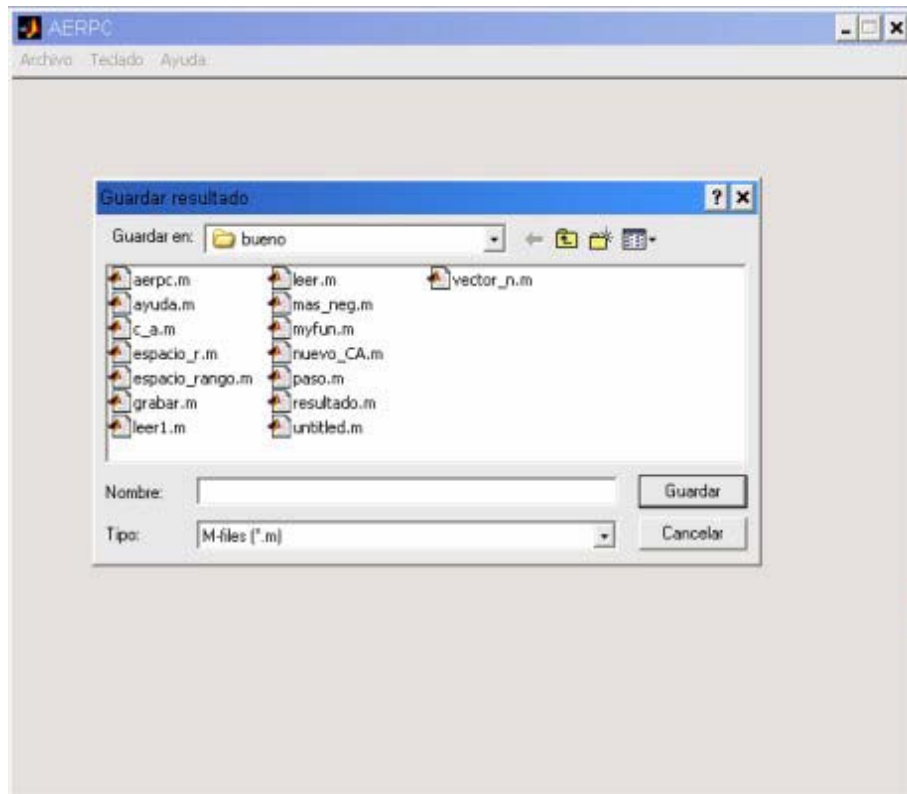 AERPC
Archivo Teclado Ayuda
Guardar resultado
Guardar en: bueno
aerpc.m leer.m vector_n.m
ayuda.m mas_neg.m
c_a.m myfun.m
espacio_r.m nuevo_CA.m
espacio_rango.m paso.m
grabar.m resultado.m
leer1.m untitled.m
Nombre: Guardar
Tipo: M-files (*.m) Cancelar